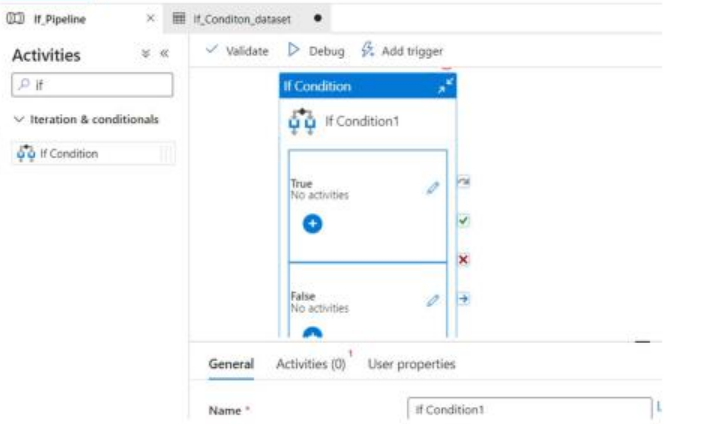 If_Pipeline
If_Conditon_dataset
Activities
Validate Debug Add trigger
if
Iteration & conditionals
If Condition
If Condition
If Condition1
True
No activities
False
No activities
General Activities (0) 1 User properties
Name * If Condition1